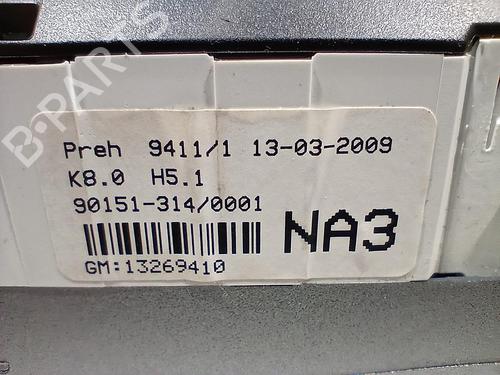 B-PARTS
Preh 9411/1 13-03-2009
K8.0 H5.1
90151-314/0001
NA3
GM:13269410